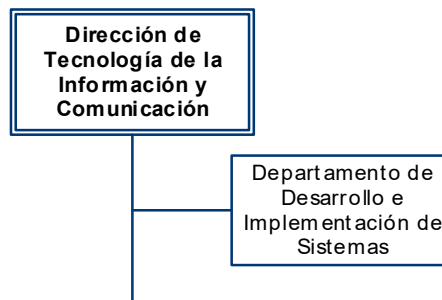 Dirección de
Tecnología de la
Información y
Comunicación
Departamento de
Desarrollo e
Implementación de
Sistemas